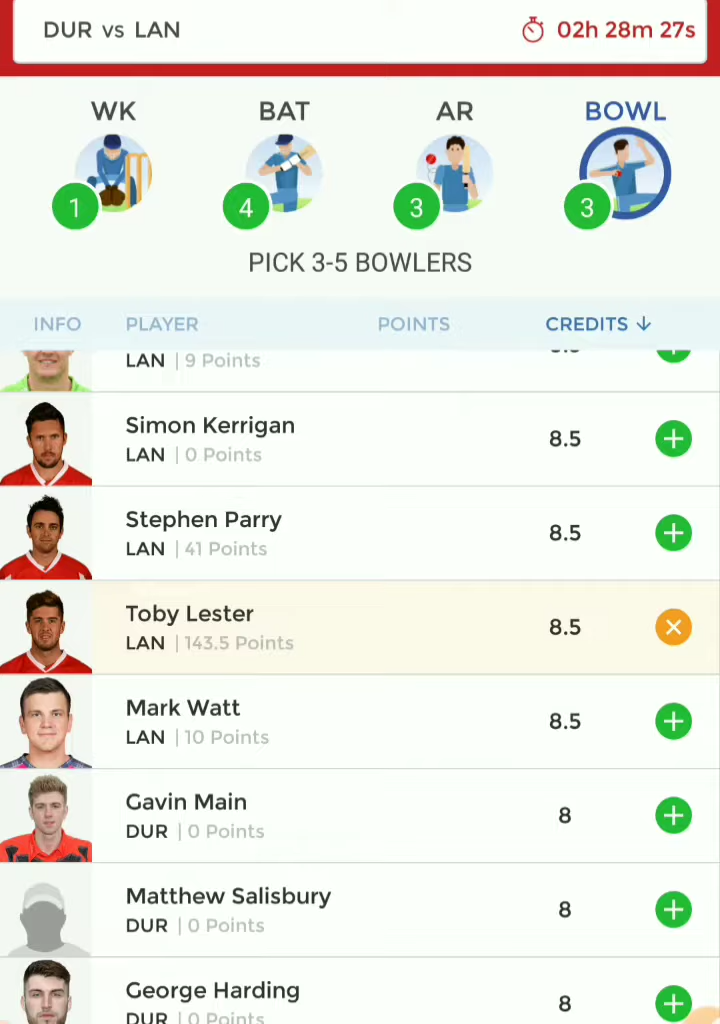 DUR vs LAN 02h 28m 27s
WK BAT AR BOWL
1 4 3 3
PICK 3-5 BOWLERS
INFO PLAYER POINTS CREDITS ↓
LAN | 9 Points
Simon Kerrigan
LAN | 0 Points 8.5
Stephen Parry
LAN | 41 Points 8.5
Toby Lester
LAN | 143.5 Points 8.5
Mark Watt
LAN | 10 Points 8.5
Gavin Main
DUR | 0 Points 8
Matthew Salisbury
DUR | 0 Points 8
George Harding
DUR | 0 Points 8